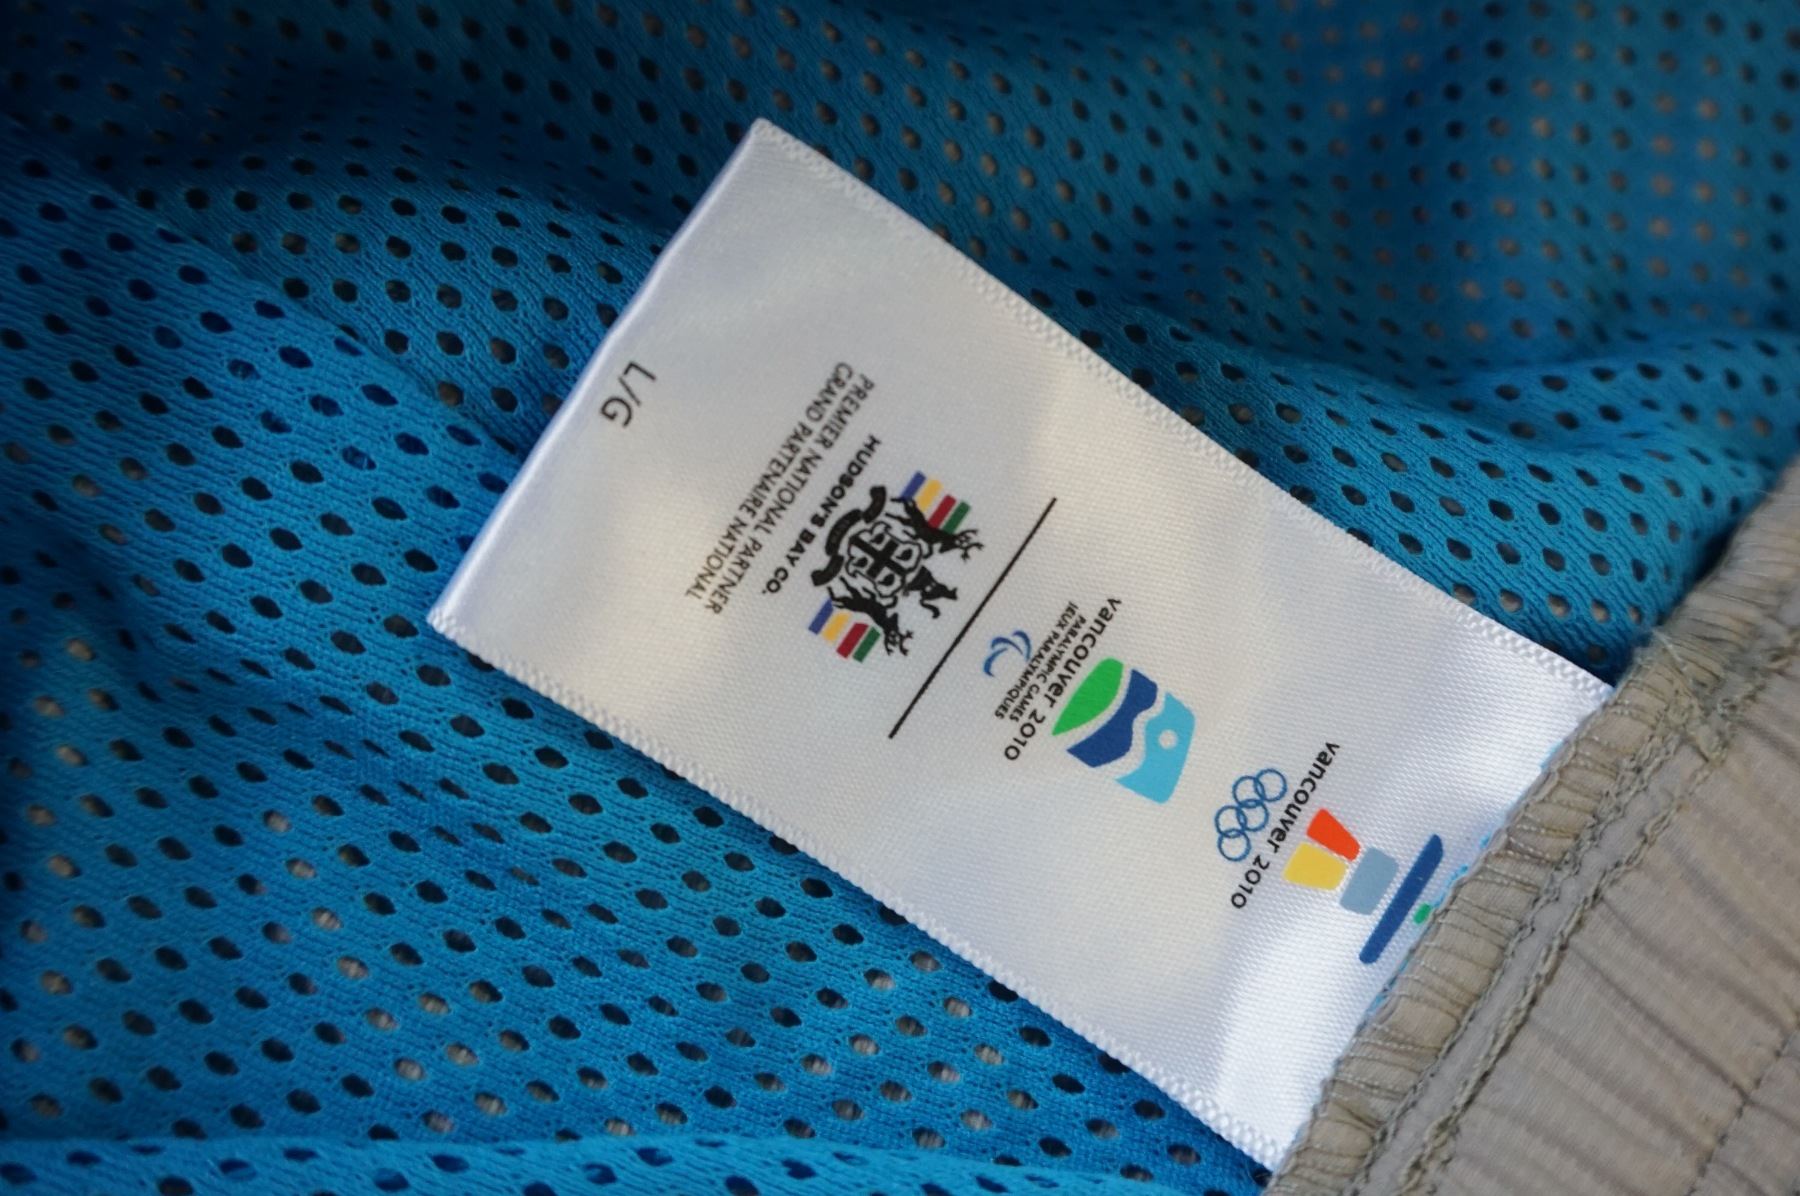 vancouver 2010
vancouver 2010
PARALYMPIC GAMES
JEUX PARALYMPIQUES
HUDSON'S BAY CO.
PREMIER NATIONAL PARTNER
GRAND PARTENAIRE NATIONAL
L/G